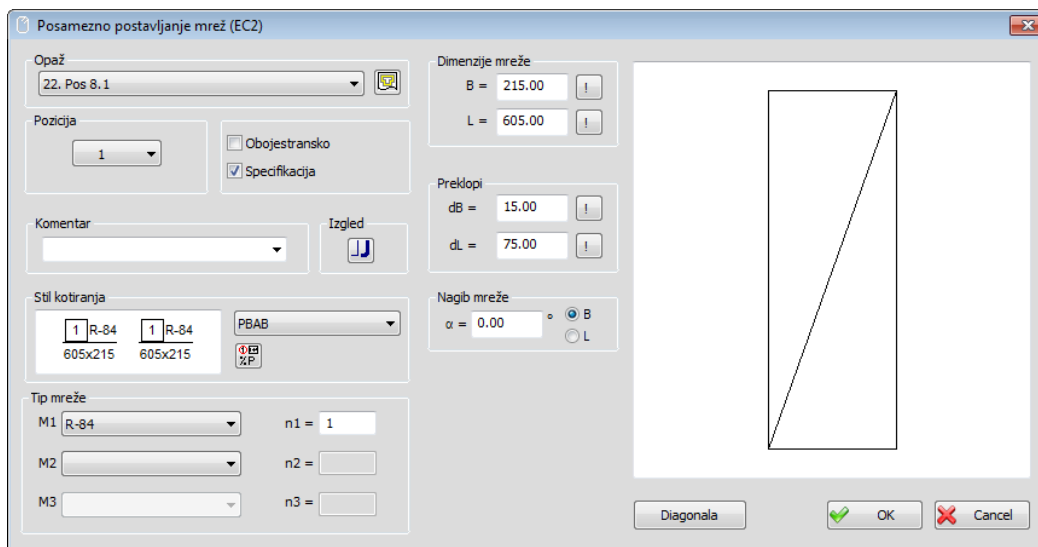 Posamezno postavljanje mrež (EC2)
Opaž
22. Pos 8.1
Pozicija
1
Obojestransko
Specifikacija
Komentar
Izgled
Stil kotiranja
1 R-84 1 R-84
605x215 605x215
PBAB
%P
Tip mreže
M1 R-84 n1 = 1
M2 n2 =
M3 n3 =
Dimenzije mreže
B = 215.00 !
L = 605.00 !
Preklopi
dB = 15.00 !
dL = 75.00 !
Nagib mreže
α = 0.00 ° B
L
Diagonala
OK
Cancel